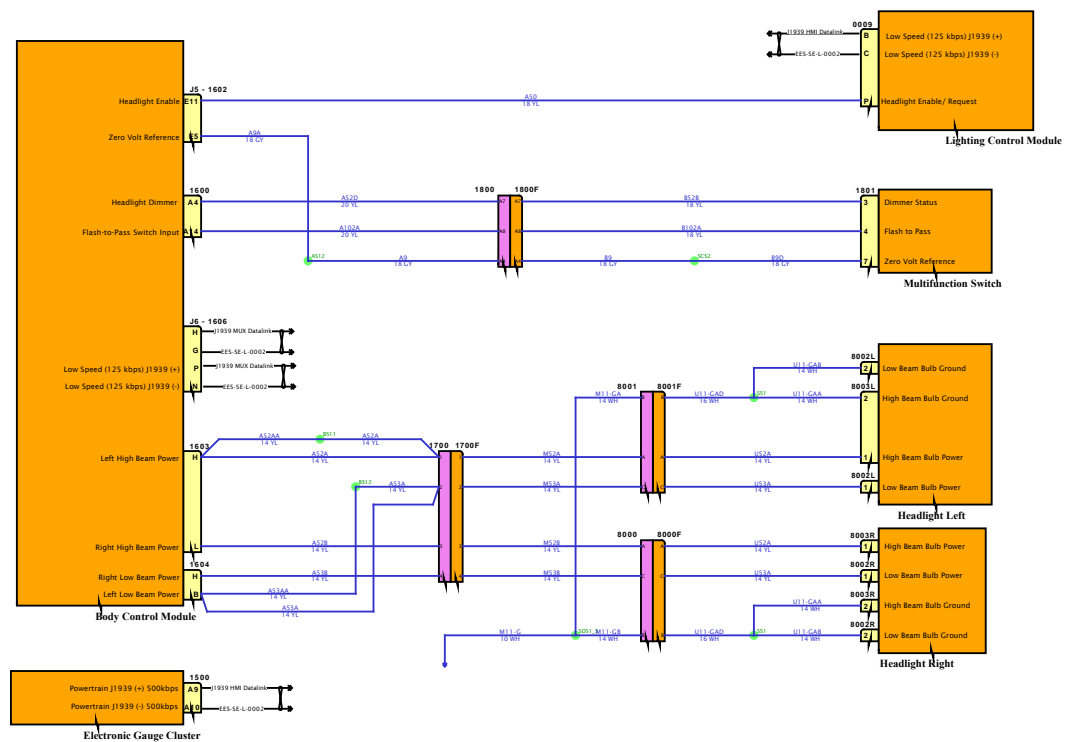 0009
J1939 HMI Datalink
B
Low Speed (125 kbps) J1939 (+)
EES-SE-L-0002
C
Low Speed (125 kbps) J1939 (-)
J5 - 1602
Headlight Enable
E11
A50
18 YL
P
Headlight Enable/ Request
Zero Volt Reference
E5
A9A
18 GY
Lighting Control Module
1600
1800
1800F
1801
Headlight Dimmer
A4
A52D
20 YL
A7
A7
B52B
18 YL
3
Dimmer Status
Flash-to-Pass Switch Input
A14
A102A
20 YL
A8
A8
B102A
18 YL
4
Flash to Pass
AS12
A9
18 GY
B9
18 GY
SCS2
B9D
18 GY
7
Zero Volt Reference
Multifunction Switch
J6 - 1606
H
J1939 MUX Datalink
G
EES-SE-L-0002
Low Speed (125 kbps) J1939 (+)
P
J1939 MUX Datalink
Low Speed (125 kbps) J1939 (-)
N
EES-SE-L-0002
8002L
U11-GAB
14 WH
2
Low Beam Bulb Ground
8001
8001F
8003L
M11-GA
14 WH
B
U11-GAD
16 WH
SS1
U11-GAA
14 WH
2
High Beam Bulb Ground
1603
A52AA
14 YL
BS11
A52A
14 YL
1700
1700F
Left High Beam Power
H
A52A
14 YL
M52A
14 YL
A
A
U52A
14 YL
1
High Beam Bulb Power
8002L
BS12
A53A
14 YL
2
2
M53A
14 YL
C
U53A
14 YL
1
Low Beam Bulb Power
Headlight Left
8000
8000F
8003R
Right High Beam Power
L
A52B
14 YL
3
3
M52B
14 YL
A
A
U52A
14 YL
1
High Beam Bulb Power
1604
8002R
Right Low Beam Power
H
A53B
14 YL
M53B
14 YL
C
C
U53A
14 YL
1
Low Beam Bulb Power
Left Low Beam Power
B
A53AA
14 YL
8003R
U11-GAA
14 WH
2
High Beam Bulb Ground
A53A
14 YL
Body Control Module
8002R
M11-G
10 WH
SDS1
M11-GB
14 WH
U11-GAD
16 WH
SS1
U11-GAB
14 WH
2
Low Beam Bulb Ground
Headlight Right
1500
Powertrain J1939 (+) 500kbps
A9
J1939 HMI Datalink
Powertrain J1939 (-) 500kbps
A10
EES-SE-L-0002
Electronic Gauge Cluster